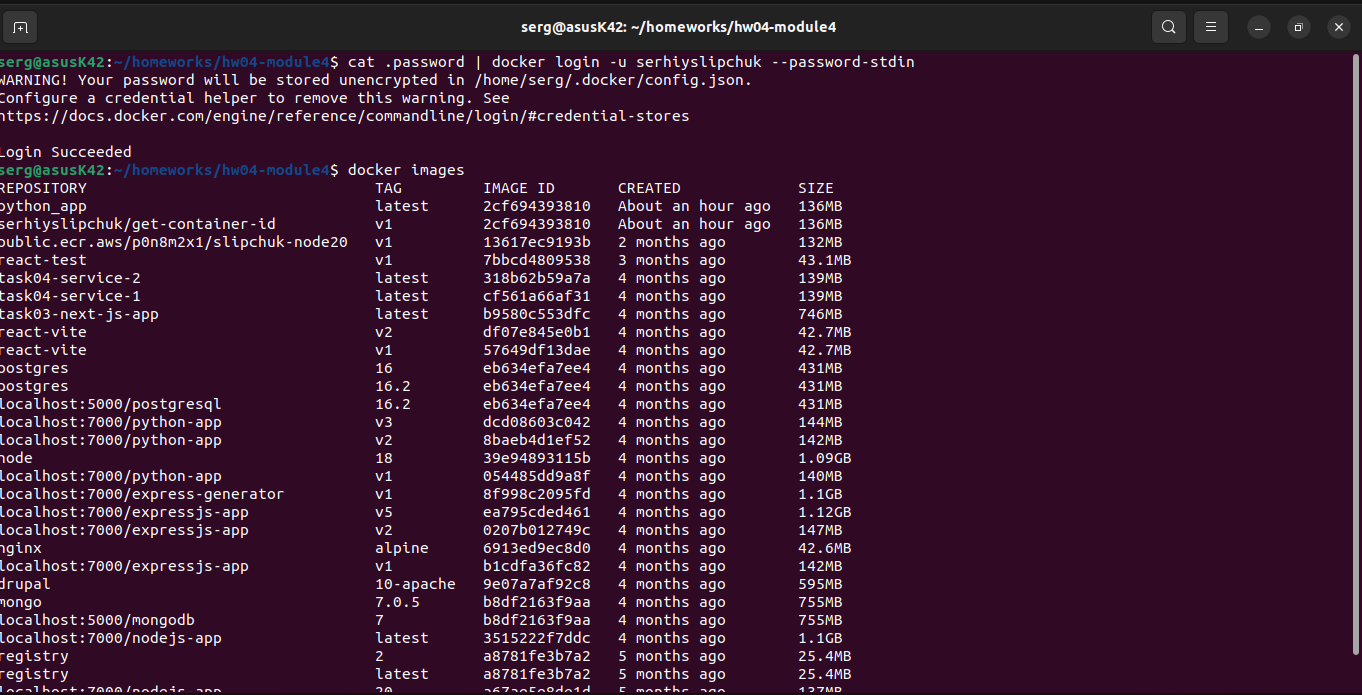 serg@asusK42: ~/homeworks/hw04-module4
serg@asusK42:~/homeworks/hw04-module4$ cat .password | docker login -u serhiyslipchuk --password-stdin
WARNING! Your password will be stored unencrypted in /home/serg/.docker/config.json.
Configure a credential helper to remove this warning. See
https://docs.docker.com/engine/reference/commandline/login/#credential-stores
Login Succeeded
serg@asusK42:~/homeworks/hw04-module4$ docker images
REPOSITORY TAG IMAGE ID CREATED SIZE
python_app latest 2cf694393810 About an hour ago 136MB
serhiyslipchuk/get-container-id v1 2cf694393810 About an hour ago 136MB
public.ecr.aws/p0n8m2x1/slipchuk-node20 v1 13617ec9193b 2 months ago 132MB
react-test v1 7bbcd4809538 3 months ago 43.1MB
task04-service-2 latest 318b62b59a7a 4 months ago 139MB
task04-service-1 latest cf561a66af31 4 months ago 139MB
task03-next-js-app latest b9580c553dfc 4 months ago 746MB
react-vite v2 df07e845e0b1 4 months ago 42.7MB
react-vite v1 57649df13dae 4 months ago 42.7MB
postgres 16 eb634efa7ee4 4 months ago 431MB
postgres 16.2 eb634efa7ee4 4 months ago 431MB
localhost:5000/postgresql 16.2 eb634efa7ee4 4 months ago 431MB
localhost:7000/python-app v3 dcd08603c042 4 months ago 144MB
localhost:7000/python-app v2 8baeb4d1ef52 4 months ago 142MB
node 18 39e94893115b 4 months ago 1.09GB
localhost:7000/python-app v1 054485dd9a8f 4 months ago 140MB
localhost:7000/express-generator v1 8f998c2095fd 4 months ago 1.1GB
localhost:7000/expressjs-app v5 ea795cded461 4 months ago 1.12GB
localhost:7000/expressjs-app v2 0207b012749c 4 months ago 147MB
nginx alpine 6913ed9ec8d0 4 months ago 42.6MB
localhost:7000/expressjs-app v1 b1cdfa36fc82 4 months ago 142MB
drupal 10-apache 9e07a7af92c8 4 months ago 595MB
mongo 7.0.5 b8df2163f9aa 4 months ago 755MB
localhost:5000/mongodb 7 b8df2163f9aa 4 months ago 755MB
localhost:7000/nodejs-app latest 3515222f7ddc 4 months ago 1.1GB
registry 2 a8781fe3b7a2 5 months ago 25.4MB
registry latest a8781fe3b7a2 5 months ago 25.4MB
localhost:7000/nodejs-app 20 a67ae5e8de1d 5 months ago 137MB